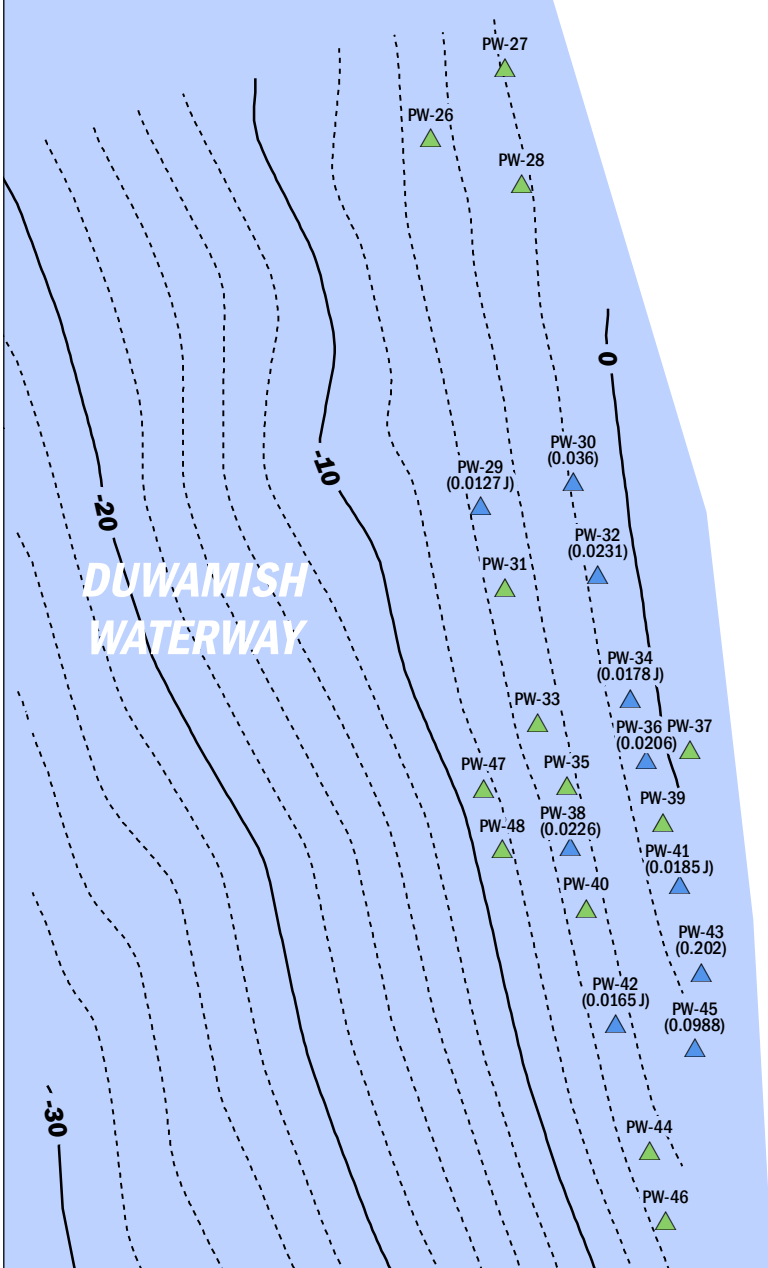 PW-27
PW-26
PW-28
0
PW-30
(0.036)
PW-29
(0.0127 J)
-10
-20
PW-32
(0.0231)
PW-31
DUWAMISH
WATERWAY
PW-34
(0.0178 J)
PW-33
PW-36
(0.0206)
PW-37
PW-47
PW-35
PW-39
PW-38
(0.0226)
PW-48
PW-41
(0.0185 J)
PW-40
PW-43
(0.202)
PW-42
(0.0165 J)
PW-45
(0.0988)
-30
PW-44
PW-46